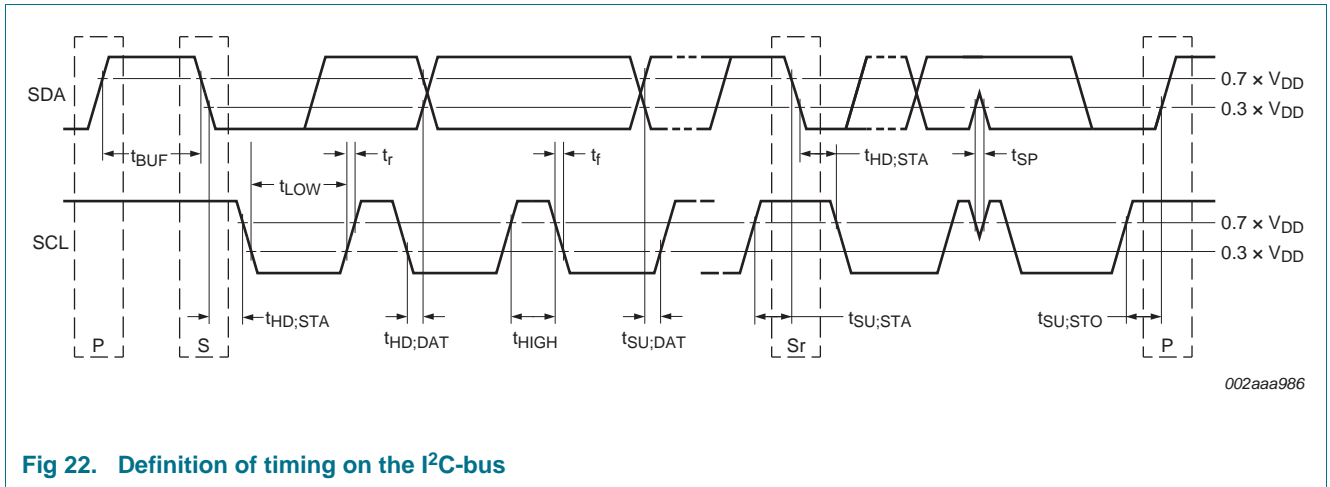 SDA
0.7 × VDD
0.3 × VDD
tBUF
tr
tf
tHD;STA
tSP
tLOW
SCL
0.7 × VDD
0.3 × VDD
tHD;STA
tHD;DAT
tHIGH
tSU;DAT
tSU;STA
tSU;STO
P
S
Sr
P
002aaa986
Fig 22. Definition of timing on the I²C-bus